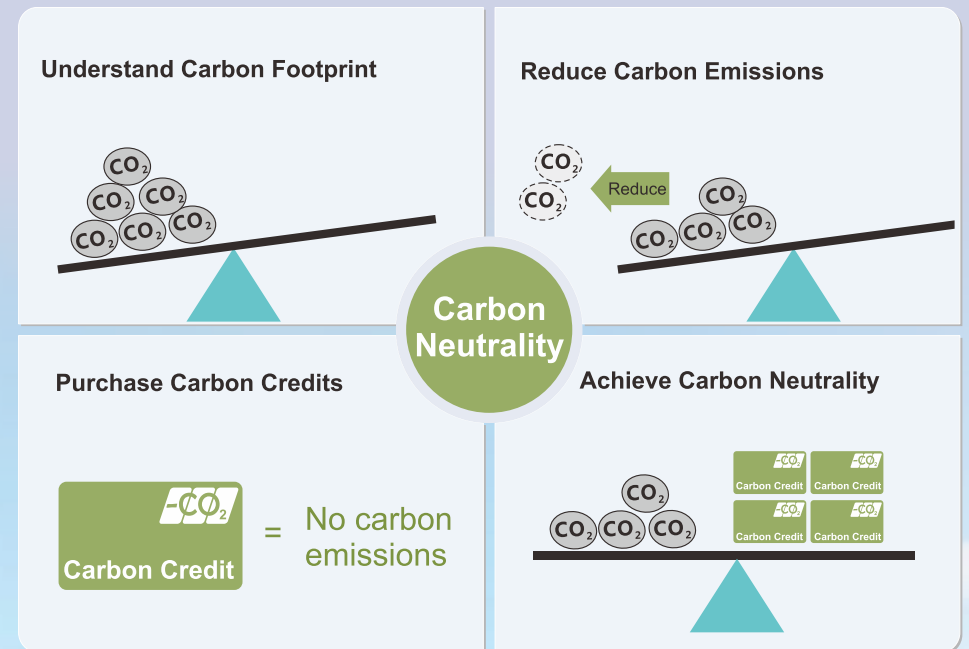 Understand Carbon Footprint
CO₂
CO₂ CO₂
CO₂ CO₂ CO₂
Reduce Carbon Emissions
CO₂
CO₂
Reduce
CO₂
CO₂ CO₂ CO₂
Carbon
Neutrality
Purchase Carbon Credits
-CO₂
Carbon Credit
=
No carbon
emissions
Achieve Carbon Neutrality
CO₂
CO₂ CO₂ CO₂
-CO₂ -CO₂
Carbon Credit Carbon Credit
-CO₂ -CO₂
Carbon Credit Carbon Credit